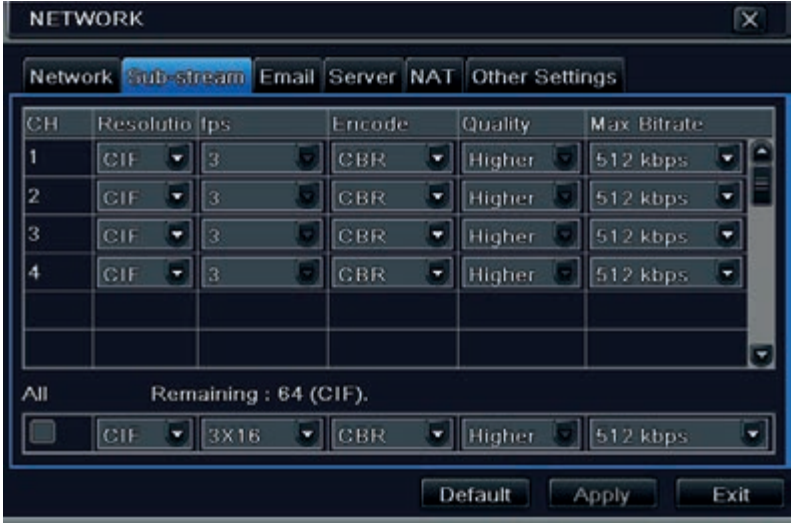 NETWORK
Network Sub-stream Email Server NAT Other Settings
CH Resolutio fps Encode Quality Max Bitrate
1 CIF 3 CBR Higher 512 kbps
2 CIF 3 CBR Higher 512 kbps
3 CIF 3 CBR Higher 512 kbps
4 CIF 3 CBR Higher 512 kbps
All Remaining : 64 (CIF).
CIF 3X16 CBR Higher 512 kbps
Default Apply Exit